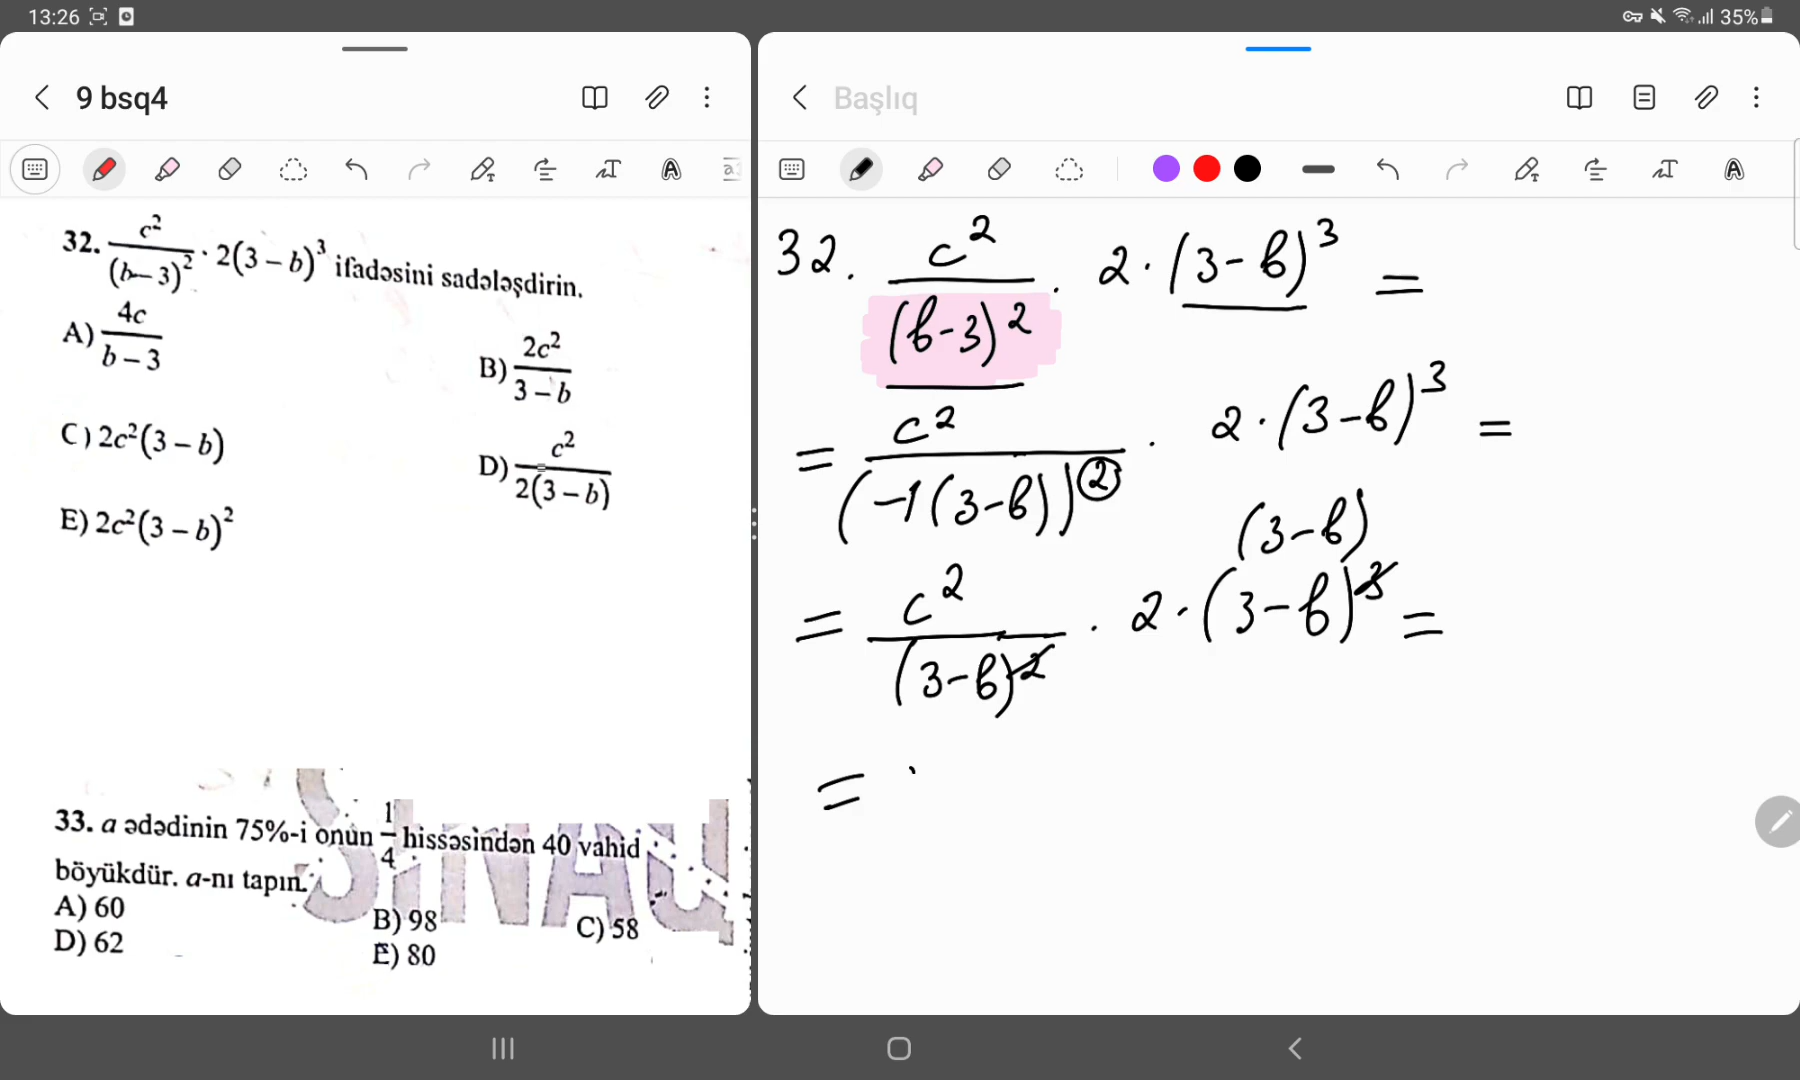 13:26
35%
9 bsq4
Başlıq
32. c²/(b – 3)² · 2(3 – b)³ ifadəsini sadələşdirin.
A) 4c/(b – 3)
B) 2c²/(3 – b)
C) 2c²(3 – b)
D) c²/(2(3 – b))
E) 2c²(3 – b)²
33. a ədədinin 75%-i onun 1/4 hissəsindən 40 vahid
böyükdür. a-nı tapın.
A) 60
B) 98
C) 58
D) 62
E) 80
SINAQ
32. c²/(b-3)² · 2·(3-b)³ =
= c²/(-1(3-b))² · 2·(3-b)³ =
(3-b)
= c²/(3-b)² · 2·(3-b)³ =
=